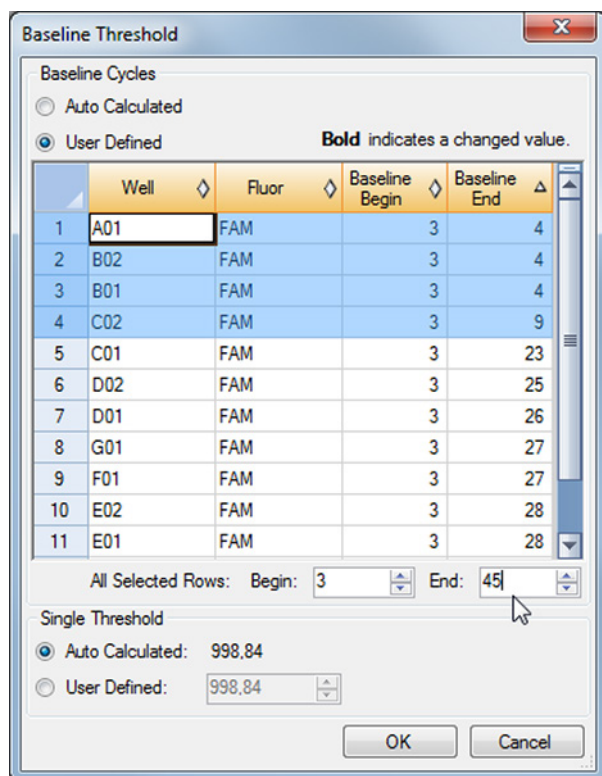 Baseline Threshold
Baseline Cycles
Auto Calculated
User Defined Bold indicates a changed value.
Well Fluor Baseline Begin Baseline End
1 A01 FAM 3 4
2 B02 FAM 3 4
3 B01 FAM 3 4
4 C02 FAM 3 9
5 C01 FAM 3 23
6 D02 FAM 3 25
7 D01 FAM 3 26
8 G01 FAM 3 27
9 F01 FAM 3 27
10 E02 FAM 3 28
11 E01 FAM 3 28
All Selected Rows: Begin: 3 End: 45
Single Threshold
Auto Calculated: 998,84
User Defined: 998,84
OK Cancel